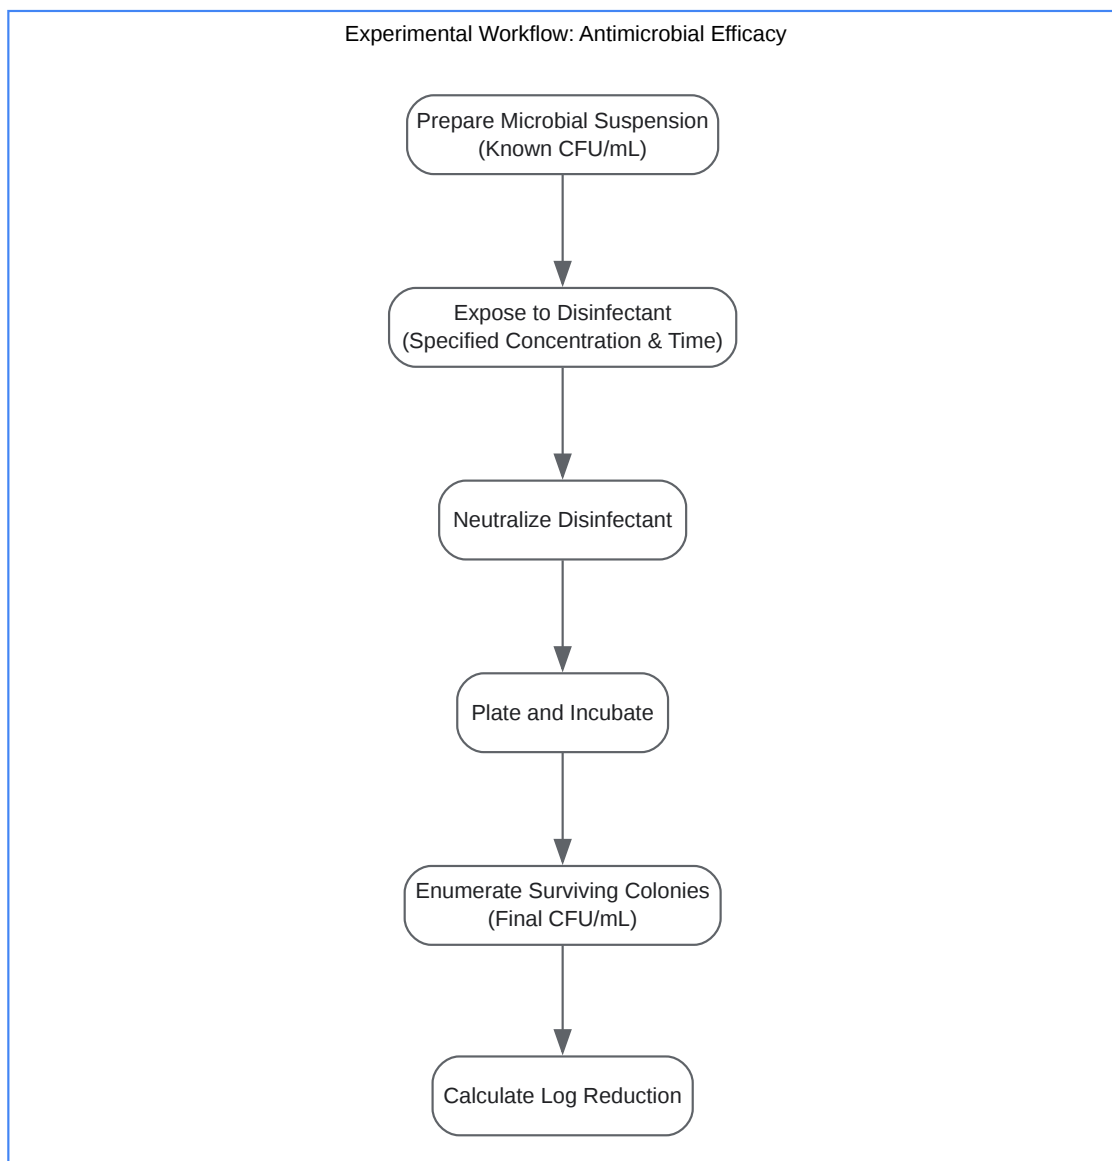 Experimental Workflow: Antimicrobial Efficacy
Prepare Microbial Suspension
(Known CFU/mL)
Expose to Disinfectant
(Specified Concentration & Time)
Neutralize Disinfectant
Plate and Incubate
Enumerate Surviving Colonies
(Final CFU/mL)
Calculate Log Reduction